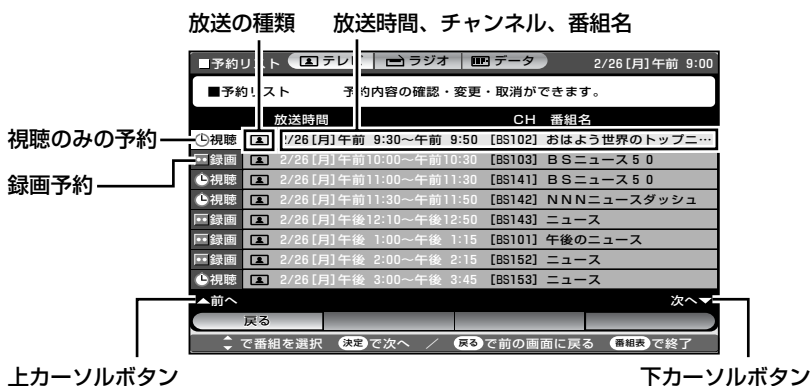 放送の種類 放送時間、チャンネル、番組名
■予約リスト テレビ ラジオ データ 2/26[月]午前 9:00
■予約リスト 予約内容の確認・変更・取消ができます。
放送時間 CH 番組名
視聴のみの予約
視聴 2/26[月]午前 9:30～午前 9:50 [BS102] おはよう世界のトップニ…
録画 2/26[月]午前10:00～午前10:30 [BS103] BSニュース50
録画予約
視聴 2/26[月]午前11:00～午前11:30 [BS141] BSニュース50
視聴 2/26[月]午前11:30～午前11:50 [BS142] NNNニュースダッシュ
録画 2/26[月]午後12:10～午後12:50 [BS143] ニュース
録画 2/26[月]午後 1:00～午後 1:15 [BS101] 午後のニュース
録画 2/26[月]午後 2:00～午後 2:15 [BS152] ニュース
視聴 2/26[月]午後 3:00～午後 3:45 [BS153] ニュース
▲前へ 次へ▼
戻る
で番組を選択 決定で次へ ／ 戻るで前の画面に戻る 番組表で終了
上カーソルボタン 下カーソルボタン